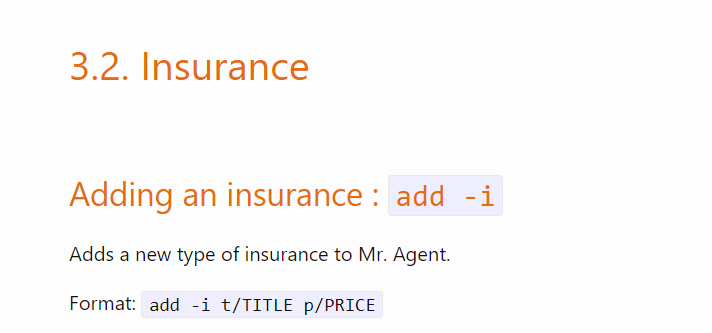 3.2. Insurance
Adding an insurance : add -i
Adds a new type of insurance to Mr. Agent.
Format: add -i t/TITLE p/PRICE